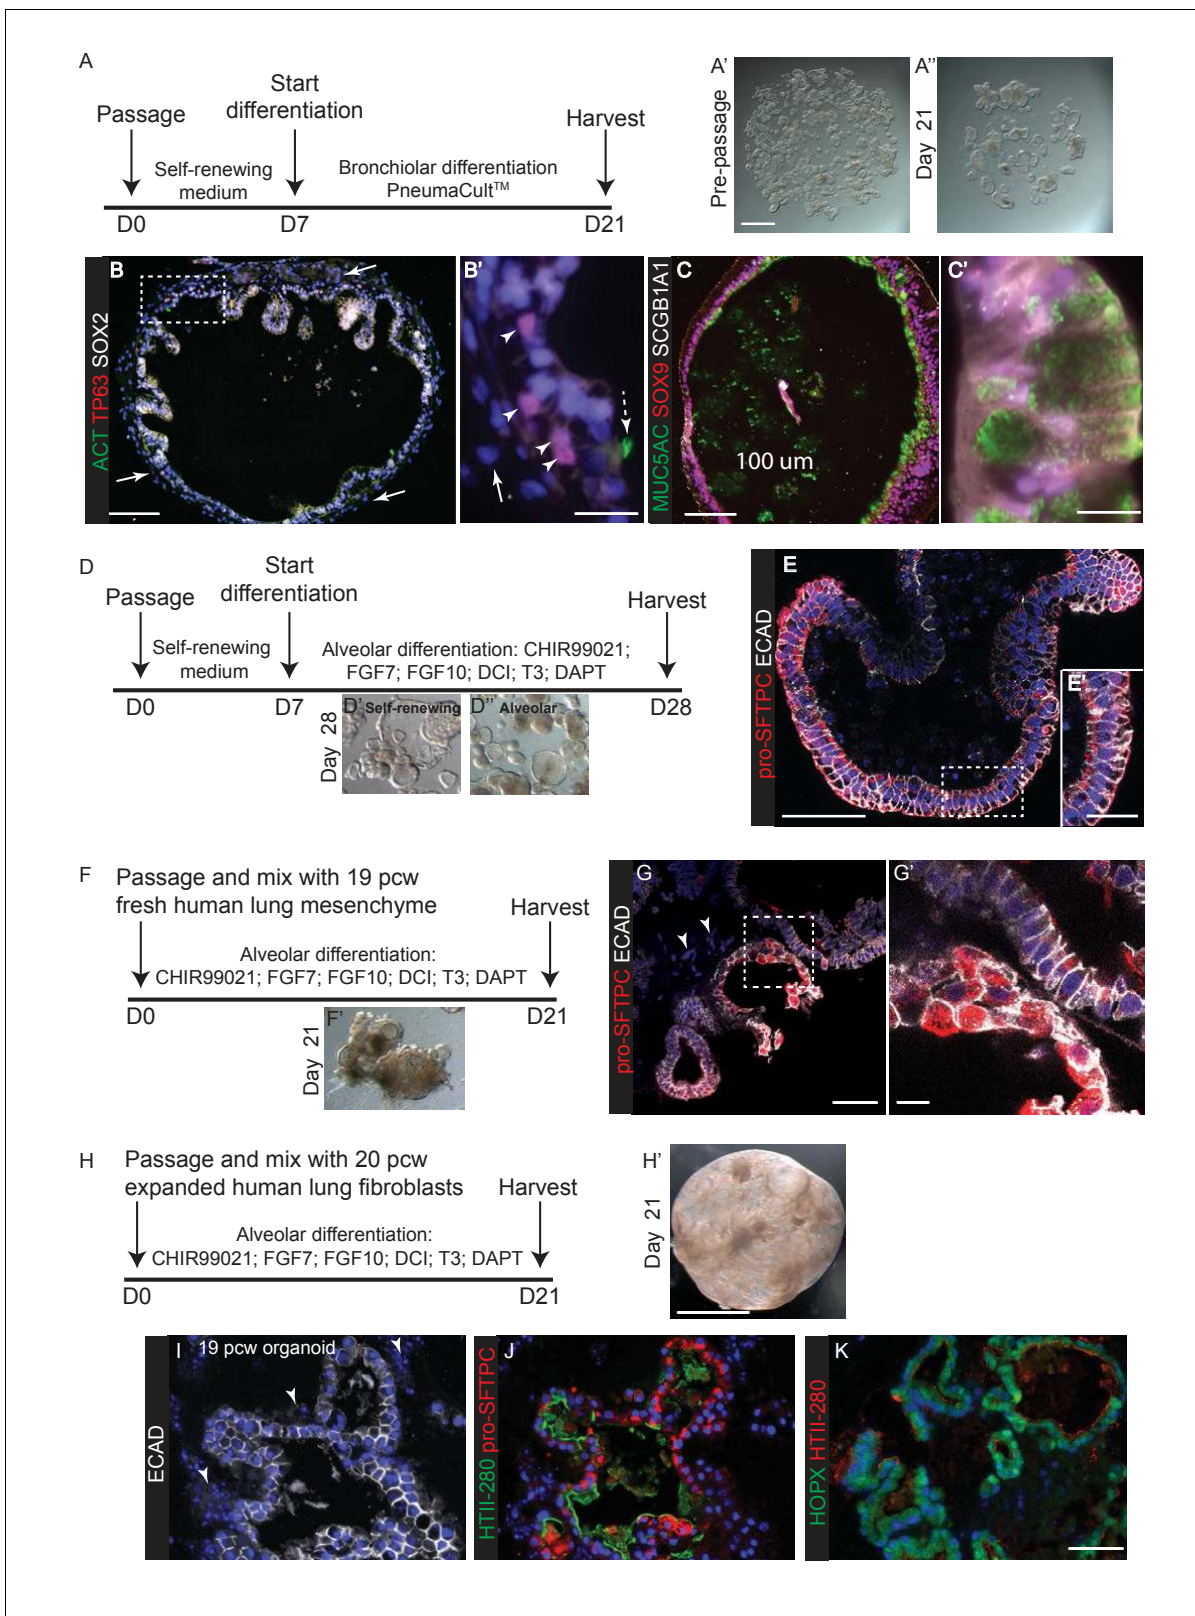 A
Start
differentiation
Passage
Harvest
Self-renewing
medium
Bronchiolar differentiation
PneumaCult™
D0
D7
D21
A'
Pre-passage
A''
Day 21
B
ACT TP63 SOX2
B'
C
MUC5AC SOX9 SCGB1A1
100 um
C'
D
Start
differentiation
Passage
Harvest
Self-renewing
medium
Alveolar differentiation: CHIR99021;
FGF7; FGF10; DCI; T3; DAPT
D0
D7
D28
Day 28
D' Self-renewing
D'' Alveolar
E
pro-SFTPC ECAD
E'
F
Passage and mix with 19 pcw
fresh human lung mesenchyme
Harvest
Alveolar differentiation:
CHIR99021; FGF7; FGF10; DCI; T3; DAPT
D0
D21
Day 21
F'
G
pro-SFTPC ECAD
G'
H
Passage and mix with 20 pcw
expanded human lung fibroblasts
Harvest
Alveolar differentiation:
CHIR99021; FGF7; FGF10; DCI; T3; DAPT
D0
D21
H'
Day 21
I
19 pcw organoid
ECAD
J
HTII-280 pro-SFTPC
K
HOPX HTII-280